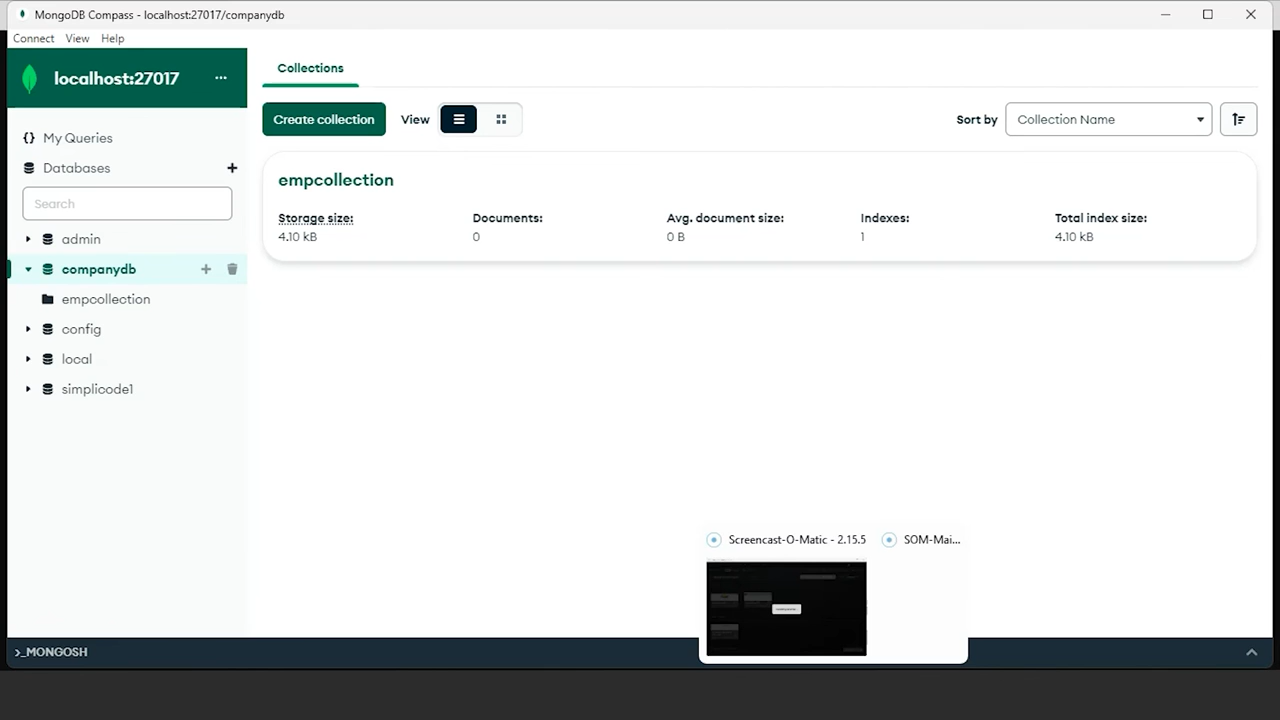 MongoDB Compass - localhost:27017/companydb
Connect View Help
localhost:27017 ...
Collections
Create collection View
Sort by Collection Name
{} My Queries
Databases +
Search
admin
companydb +
empcollection
config
local
simplicode1
empcollection
Storage size: Documents: Avg. document size: Indexes: Total index size:
4.10 kB 0 0 B 1 4.10 kB
Screencast-O-Matic - 2.15.5 SOM-Mai...
>_MONGOSH